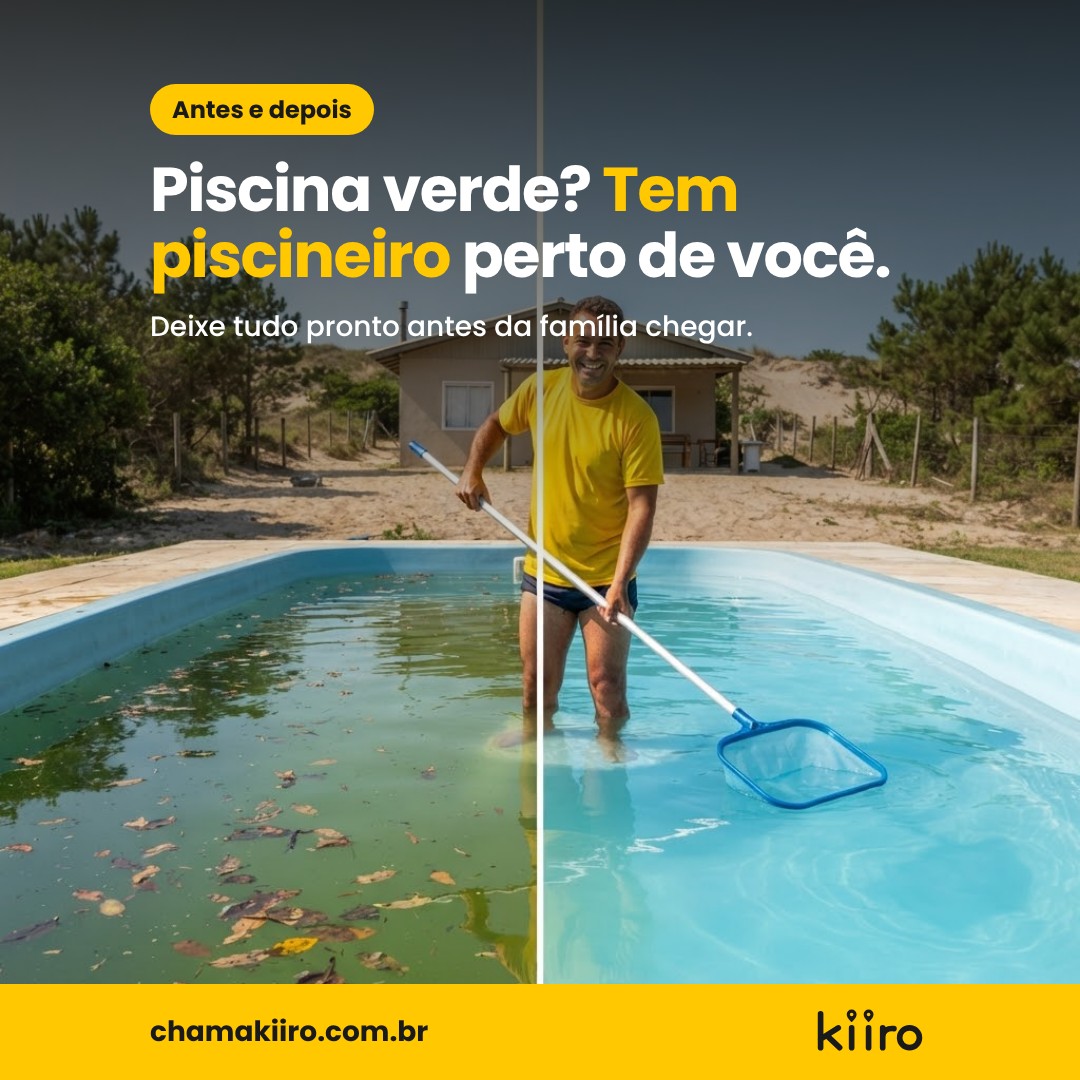 Antes e depois
Piscina verde? Tem
piscineiro perto de você.
Deixe tudo pronto antes da família chegar.
chamakiiro.com.br
kiiro